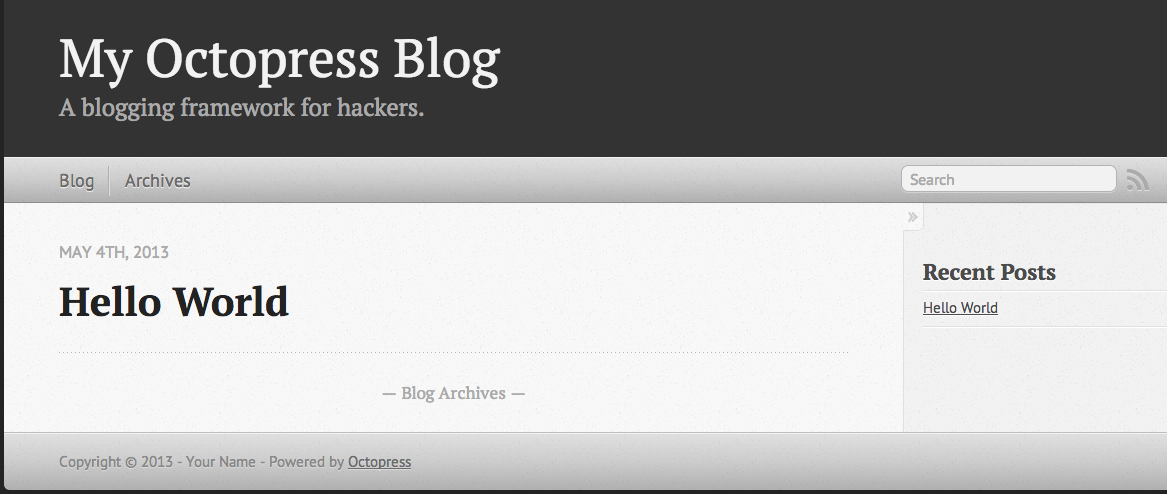 My Octopress Blog
A blogging framework for hackers.
Blog
Archives
Search
»
MAY 4TH, 2013
Hello World
— Blog Archives —
Recent Posts
Hello World
Copyright © 2013 - Your Name - Powered by Octopress